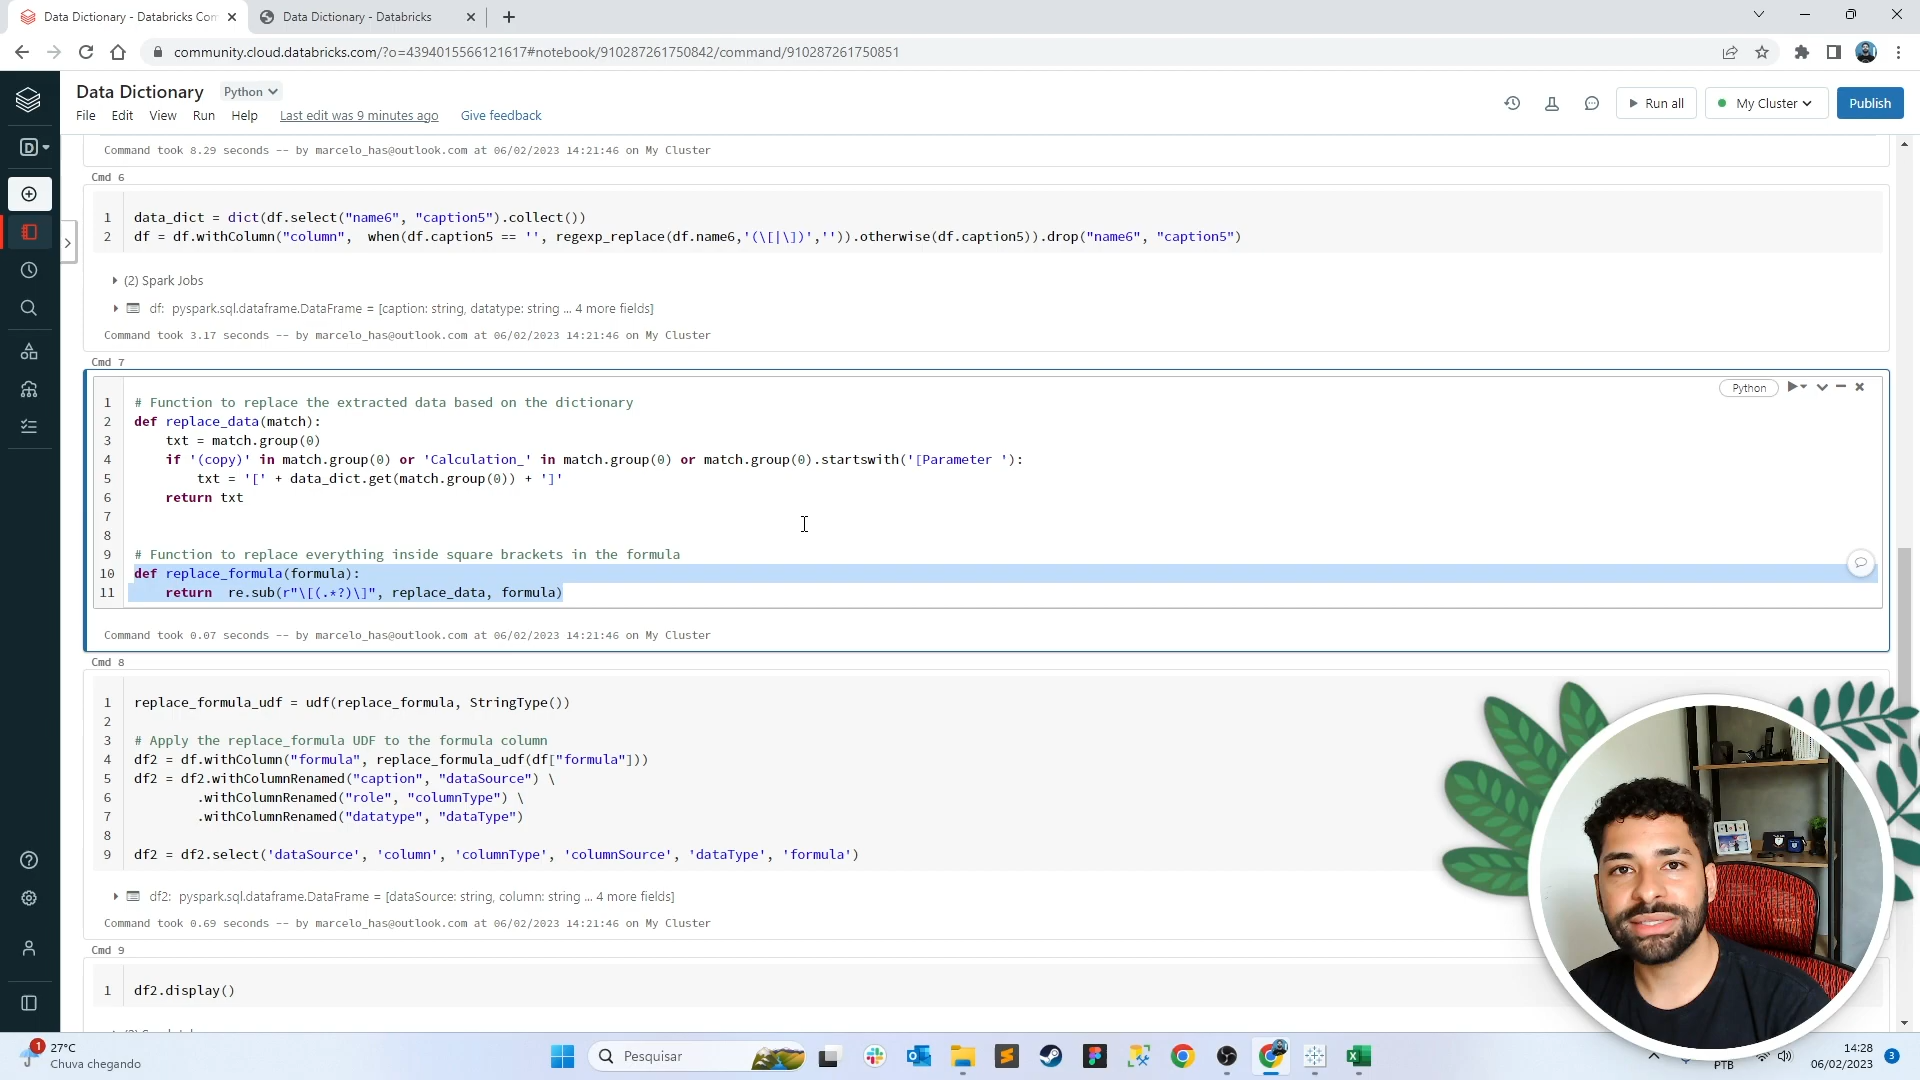 Data Dictionary - Databricks Com
Data Dictionary - Databricks
community.cloud.databricks.com/?o=4394015566121617#notebook/910287261750842/command/910287261750851
Data Dictionary Python
File Edit View Run Help Last edit was 9 minutes ago Give feedback
Run all My Cluster Publish
D
Command took 8.29 seconds -- by marcelo_has@outlook.com at 06/02/2023 14:21:46 on My Cluster
Cmd 6
1 data_dict = dict(df.select("name6", "caption5").collect())
2 df = df.withColumn("column",  when(df.caption5 == '', regexp_replace(df.name6,'(\[|\])','')).otherwise(df.caption5)).drop("name6", "caption5")
(2) Spark Jobs
df: pyspark.sql.dataframe.DataFrame = [caption: string, datatype: string ... 4 more fields]
Command took 3.17 seconds -- by marcelo_has@outlook.com at 06/02/2023 14:21:46 on My Cluster
Cmd 7
Python
1 # Function to replace the extracted data based on the dictionary
2 def replace_data(match):
3     txt = match.group(0)
4     if '(copy)' in match.group(0) or 'Calculation_' in match.group(0) or match.group(0).startswith('[Parameter '):
5         txt = '[' + data_dict.get(match.group(0)) + ']'
6     return txt
7
8
9 # Function to replace everything inside square brackets in the formula
10 def replace_formula(formula):
11     return  re.sub(r"\[(.*?)\]", replace_data, formula)
Command took 0.07 seconds -- by marcelo_has@outlook.com at 06/02/2023 14:21:46 on My Cluster
Cmd 8
1 replace_formula_udf = udf(replace_formula, StringType())
2
3 # Apply the replace_formula UDF to the formula column
4 df2 = df.withColumn("formula", replace_formula_udf(df["formula"]))
5 df2 = df2.withColumnRenamed("caption", "dataSource") \
6         .withColumnRenamed("role", "columnType") \
7         .withColumnRenamed("datatype", "dataType")
8
9 df2 = df2.select('dataSource', 'column', 'columnType', 'columnSource', 'dataType', 'formula')
df2: pyspark.sql.dataframe.DataFrame = [dataSource: string, column: string ... 4 more fields]
Command took 0.69 seconds -- by marcelo_has@outlook.com at 06/02/2023 14:21:46 on My Cluster
Cmd 9
1 df2.display()
1
27°C
Chuva chegando
Pesquisar
PTB
14:28
06/02/2023
3